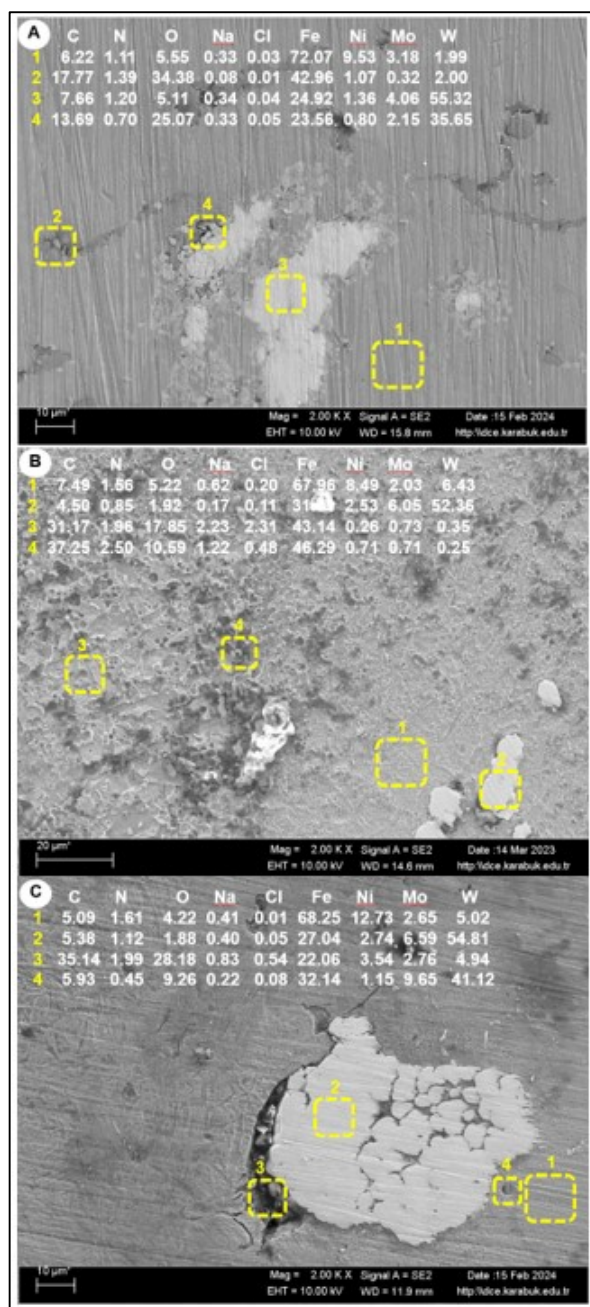 A C N O Na Cl Fe Ni Mo W
1 6.22 1.11 5.55 0.33 0.03 72.07 9.53 3.18 1.99
2 17.77 1.39 34.38 0.08 0.01 42.96 1.07 0.32 2.00
3 7.66 1.20 5.11 0.34 0.04 24.92 1.36 4.06 55.32
4 13.69 0.70 25.07 0.33 0.05 23.56 0.80 2.15 35.65
4
2
3
1
10 µm
Mag = 2.00 K X Signal A = SE2 Date :15 Feb 2024
EHT = 10.00 kV WD = 15.8 mm http\\dce.karabuk.edu.tr
B C N O Na Cl Fe Ni Mo W
1 7.49 1.56 5.22 0.62 0.20 67.96 8.49 2.03 6.43
2 4.50 0.85 1.92 0.17 0.11 31 2.53 6.05 52.36
3 31.17 1.96 17.85 2.23 2.31 43.14 0.26 0.73 0.35
4 37.25 2.50 10.59 1.22 0.48 46.29 0.71 0.71 0.25
4
3
1
2
20 µm
Mag = 2.00 K X Signal A = SE2 Date :14 Mar 2023
EHT = 10.00 kV WD = 14.6 mm http\\dce.karabuk.edu.tr
C C N O Na Cl Fe Ni Mo W
1 5.09 1.61 4.22 0.41 0.01 68.25 12.73 2.65 5.02
2 5.38 1.12 1.88 0.40 0.05 27.04 2.74 6.59 54.81
3 35.14 1.99 28.18 0.83 0.54 22.06 3.54 2.76 4.94
4 5.93 0.45 9.26 0.22 0.08 32.14 1.15 9.65 41.12
2
3
4
1
10 µm
Mag = 2.00 K X Signal A = SE2 Date :15 Feb 2024
EHT = 10.00 kV WD = 11.9 mm http\\dce.karabuk.edu.tr